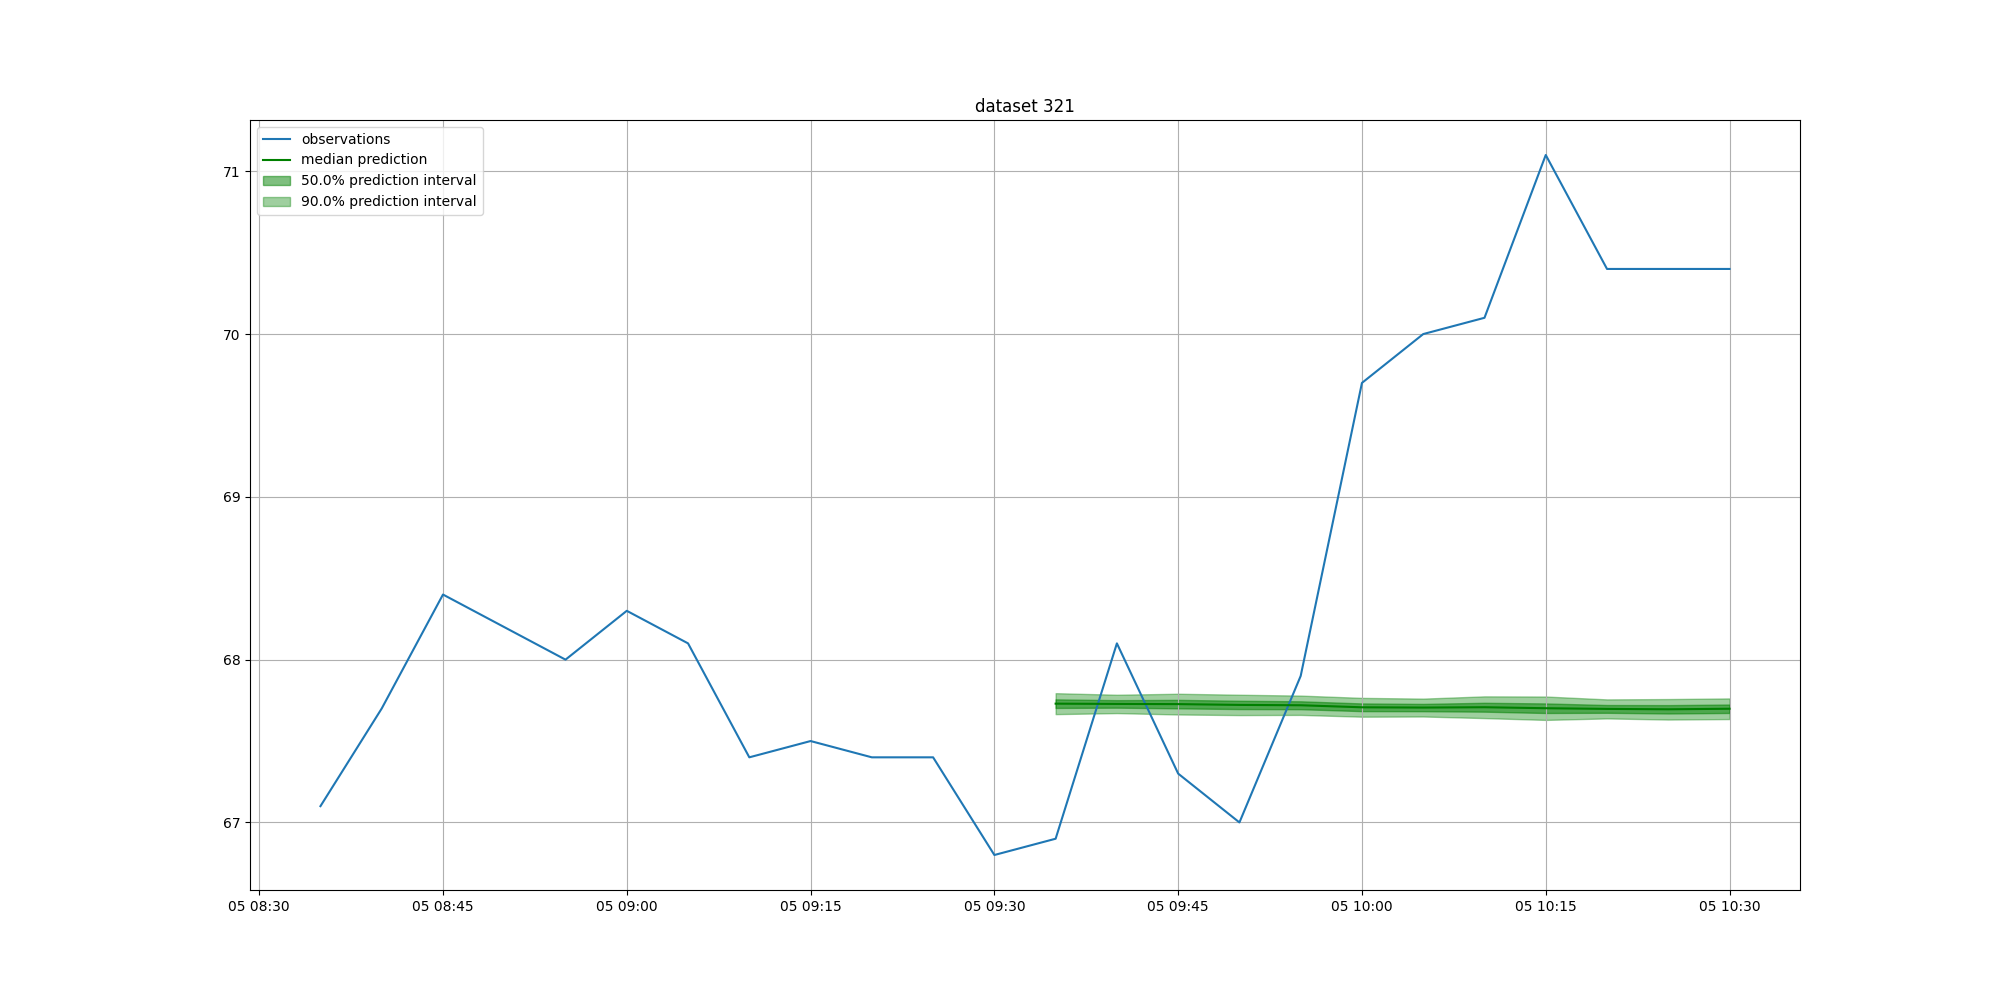 dataset 321
observations
median prediction
50.0% prediction interval
90.0% prediction interval
71
70
69
68
67
05 08:30
05 08:45
05 09:00
05 09:15
05 09:30
05 09:45
05 10:00
05 10:15
05 10:30